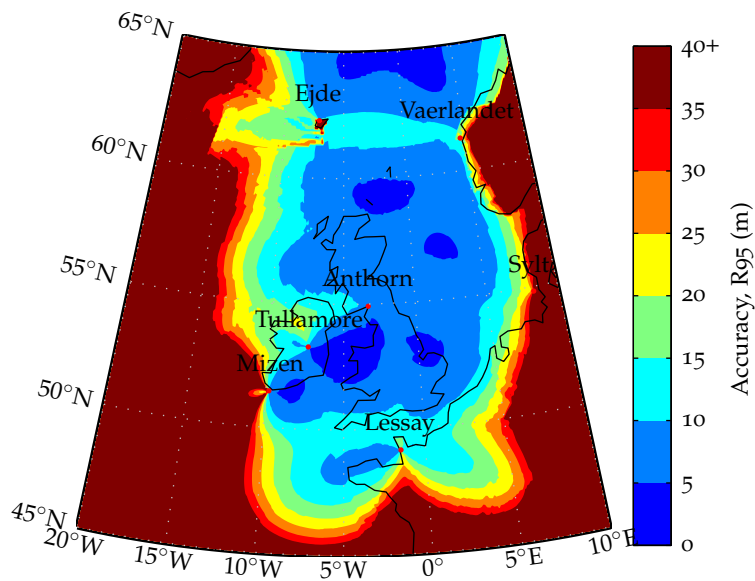 65°N
60°N
55°N
50°N
45°N
20°W
15°W
10°W
5°W
0°
5°E
10°E
Ejde
Vaerlandet
Sylt
Anthorn
Tullamore
Mizen
Lessay
40+
35
30
25
20
15
10
5
0
Accuracy, R95 (m)